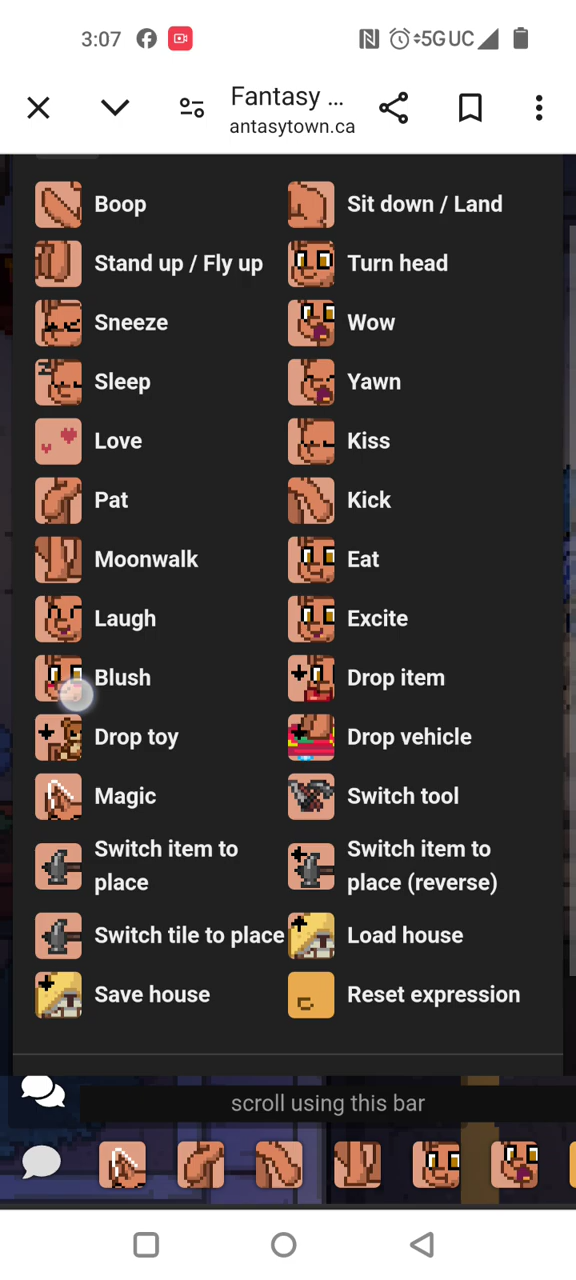 3:07
5G UC
Fantasy ...
antasytown.ca
Boop
Sit down / Land
Stand up / Fly up
Turn head
Sneeze
Wow
Sleep
Yawn
Love
Kiss
Pat
Kick
Moonwalk
Eat
Laugh
Excite
Blush
Drop item
Drop toy
Drop vehicle
Magic
Switch tool
Switch item to
place
Switch item to
place (reverse)
Switch tile to place
Load house
Save house
Reset expression
scroll using this bar